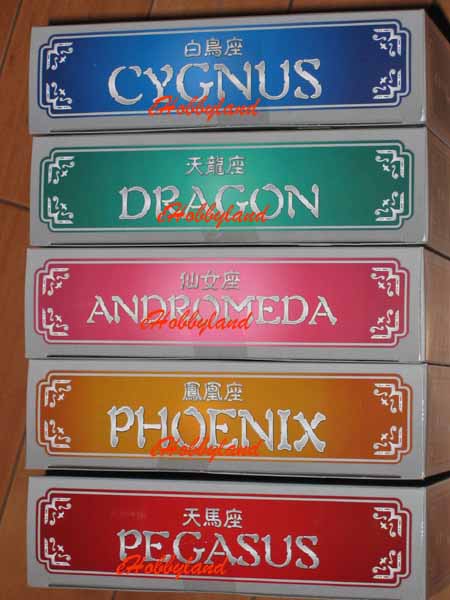 白鳥座
CYGNUS
eHobbyland
天龍座
DRAGON
eHobbyland
仙女座
ANDROMEDA
eHobbyland
鳳凰座
PHOENIX
eHobbyland
天馬座
PEGASUS
eHobbyland